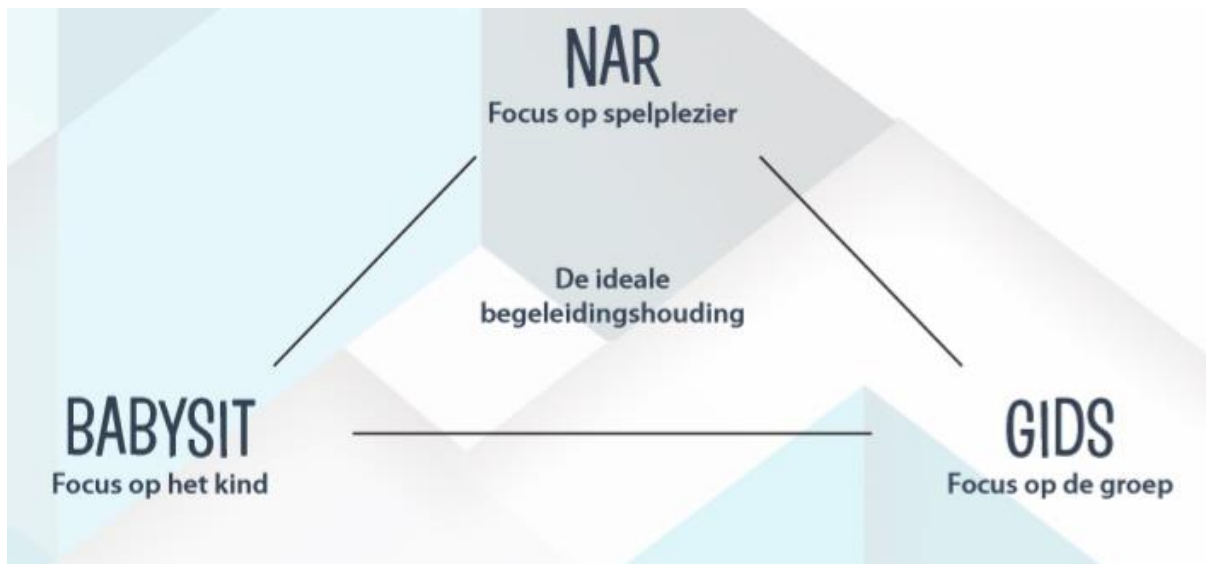 NAR
Focus op spelplezier
De ideale
begeleidingshouding
BABYSIT
Focus op het kind
GIDS
Focus op de groep